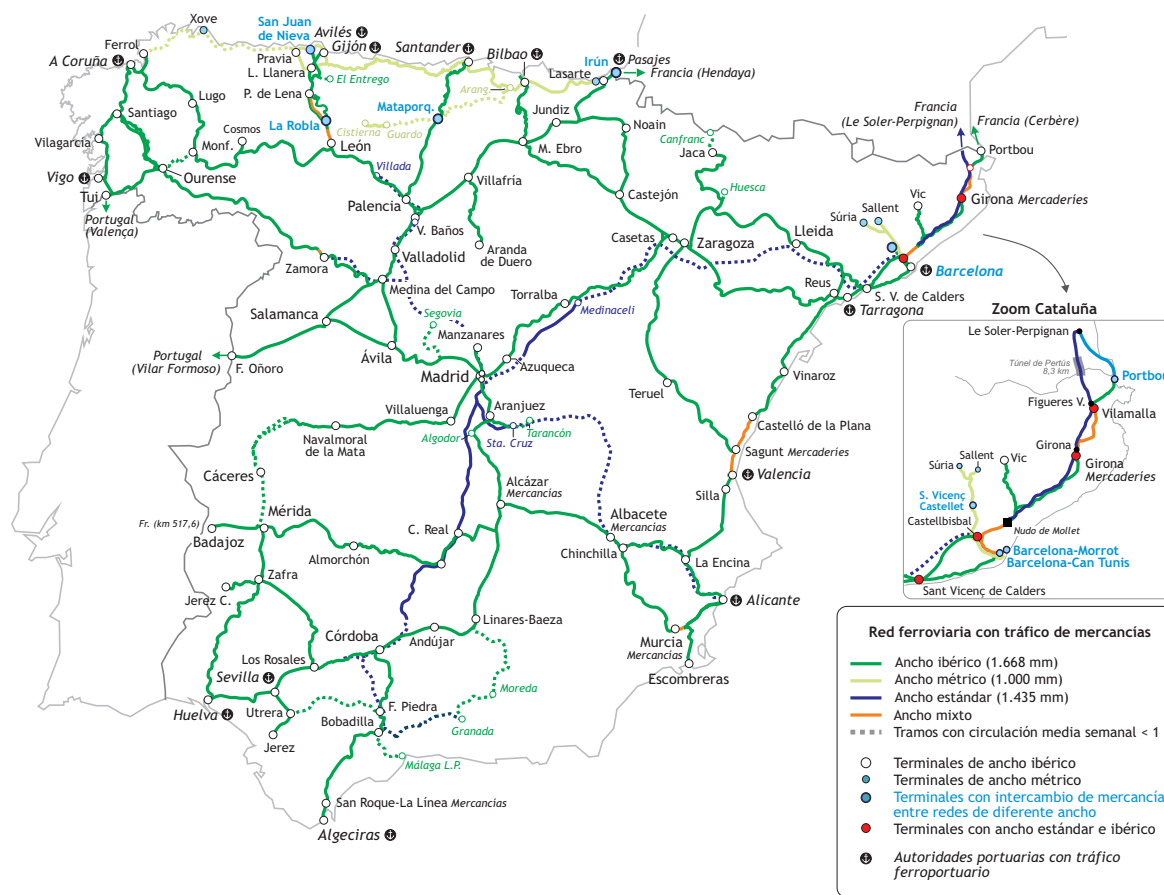 Xove
San Juan
de Nieva
Avilés
Gijón
Ferrol
A Coruña
Pravia
L. Llanera
El Entrego
P. de Lena
Santander
Bilbao
Irún
Pasajes
Francia (Hendaya)
Lasarte
Arang.
Mataporq.
Cistierna
Guardo
La Robla
León
Lugo
Santiago
Cosmos
Monf.
Vilagarcía
Ourense
Vigo
Tui
Portugal
(Valença)
Villada
Jundiz
M. Ebro
Noain
Castejón
Canfranc
Jaca
Huesca
Francia
(Le Soler-Perpignan)
Francia (Cerbère)
Portbou
Vic
Girona Mercaderies
Sallent
Súria
Villafría
Palencia
V. Baños
Aranda
de Duero
Valladolid
Casetas
Zaragoza
Lleida
Barcelona
Zamora
Medina del Campo
Torralba
Medinaceli
Reus
S. V. de Calders
Tarragona
Salamanca
Segovia
Manzanares
Ávila
Azuqueca
Portugal
(Vilar Formoso)
F. Oñoro
Madrid
Vinaroz
Teruel
Villaluenga
Aranjuez
Algodor
Sta. Cruz
Tarancón
Navalmoral
de la Mata
Castelló de la Plana
Sagunt Mercaderies
Valencia
Silla
Cáceres
Alcázar
Mercancías
Albacete
Mercancías
Fr. (km 517,6)
Mérida
Badajoz
C. Real
Almorchón
Chinchilla
La Encina
Zafra
Jerez C.
Alicante
Linares-Baeza
Andújar
Córdoba
Murcia
Mercancías
Escombreras
Los Rosales
Sevilla
Moreda
Huelva
Utrera
F. Piedra
Bobadilla
Granada
Jerez
Málaga L.P.
San Roque-La Línea Mercancías
Algeciras
Zoom Cataluña
Le Soler-Perpignan
Túnel de Pertús
8,3 km
Portbou
Figueres V.
Vilamalla
Girona
Girona
Mercaderies
Sallent
Súria
Vic
S. Vicenç
Castellet
Castellbisbal
Nudo de Mollet
Barcelona-Morrot
Barcelona-Can Tunis
Sant Vicenç de Calders
Red ferroviaria con tráfico de mercancías
Ancho ibérico (1.668 mm)
Ancho métrico (1.000 mm)
Ancho estándar (1.435 mm)
Ancho mixto
Tramos con circulación media semanal < 1
Terminales de ancho ibérico
Terminales de ancho métrico
Terminales con intercambio de mercancía
entre redes de diferente ancho
Terminales con ancho estándar e ibérico
Autoridades portuarias con tráfico
ferroportuario